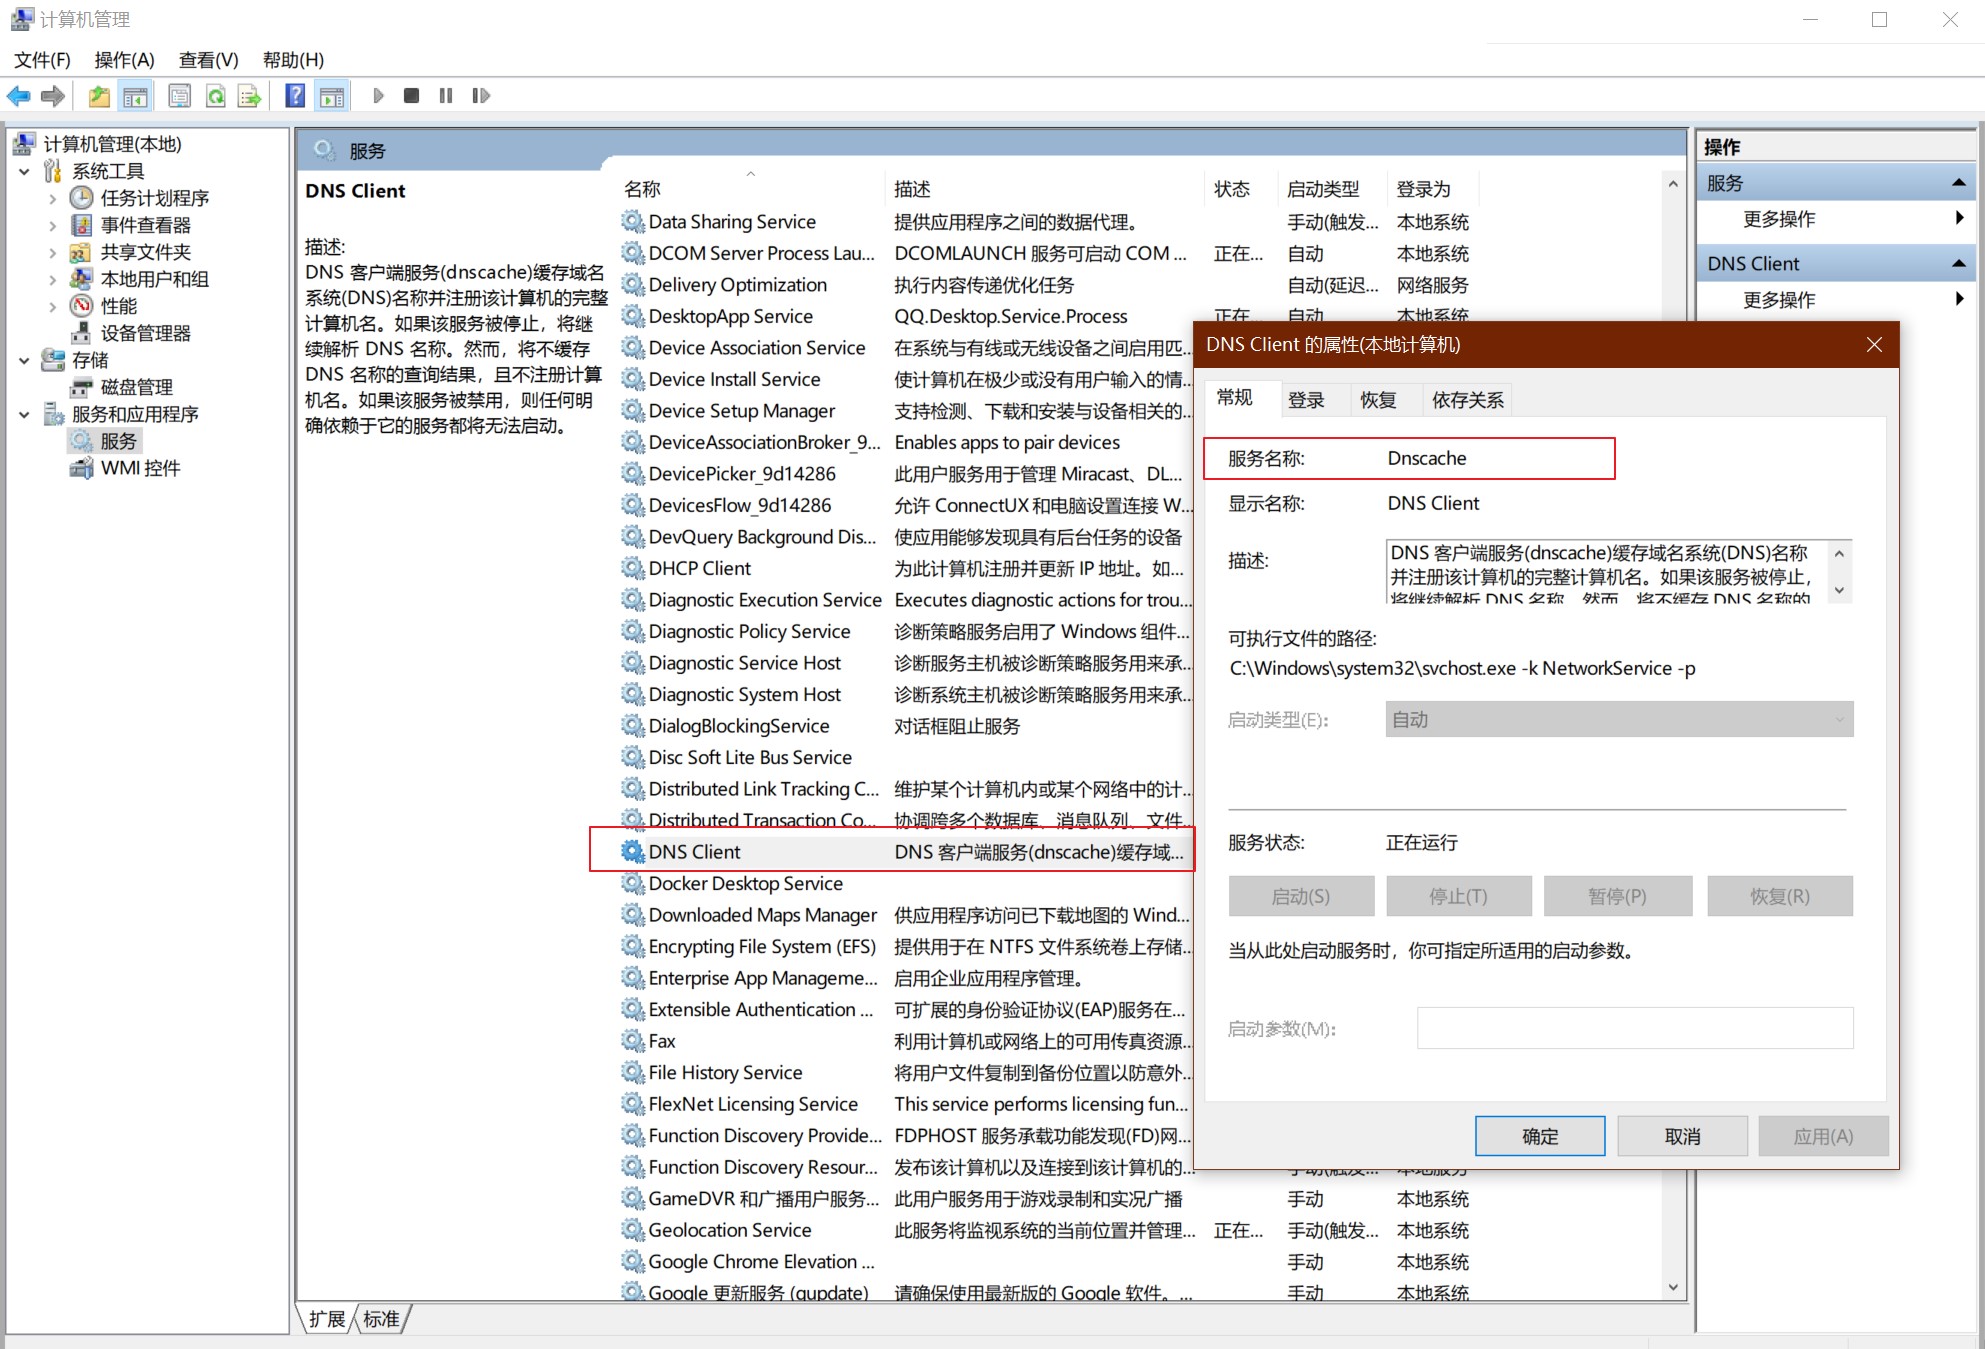 计算机管理
文件(F) 操作(A) 查看(V) 帮助(H)
计算机管理(本地)
系统工具
任务计划程序
事件查看器
共享文件夹
本地用户和组
性能
设备管理器
存储
磁盘管理
服务和应用程序
服务
WMI 控件
服务
DNS Client
描述:
DNS 客户端服务(dnscache)缓存域名
系统(DNS)名称并注册该计算机的完整
计算机名。如果该服务被停止，将继
续解析 DNS 名称。然而，将不缓存
DNS 名称的查询结果，且不注册计算
机名。如果该服务被禁用，则任何明
确依赖于它的服务都将无法启动。
名称 描述 状态 启动类型 登录为
Data Sharing Service 提供应用程序之间的数据代理。 手动(触发... 本地系统
DCOM Server Process Lau... DCOMLAUNCH 服务可启动 COM ... 正在... 自动 本地系统
Delivery Optimization 执行内容传递优化任务 自动(延迟... 网络服务
DesktopApp Service QQ.Desktop.Service.Process 正在... 自动 本地系统
Device Association Service 在系统与有线或无线设备之间启用匹...
Device Install Service 使计算机在极少或没有用户输入的情...
Device Setup Manager 支持检测、下载和安装与设备相关的...
DeviceAssociationBroker_9... Enables apps to pair devices
DevicePicker_9d14286 此用户服务用于管理 Miracast、DL...
DevicesFlow_9d14286 允许 ConnectUX 和电脑设置连接 W...
DevQuery Background Dis... 使应用能够发现具有后台任务的设备
DHCP Client 为此计算机注册并更新 IP 地址。如...
Diagnostic Execution Service Executes diagnostic actions for trou...
Diagnostic Policy Service 诊断策略服务启用了 Windows 组件...
Diagnostic Service Host 诊断服务主机被诊断策略服务用来承...
Diagnostic System Host 诊断系统主机被诊断策略服务用来承...
DialogBlockingService 对话框阻止服务
Disc Soft Lite Bus Service
Distributed Link Tracking C... 维护某个计算机内或某个网络中的计...
Distributed Transaction Co... 协调跨多个数据库、消息队列、文件...
DNS Client DNS 客户端服务(dnscache)缓存域...
Docker Desktop Service
Downloaded Maps Manager 供应用程序访问已下载地图的 Wind...
Encrypting File System (EFS) 提供用于在 NTFS 文件系统卷上存储...
Enterprise App Manageme... 启用企业应用程序管理。
Extensible Authentication ... 可扩展的身份验证协议(EAP)服务在...
Fax 利用计算机或网络上的可用传真资源...
File History Service 将用户文件复制到备份位置以防意外...
FlexNet Licensing Service This service performs licensing fun...
Function Discovery Provide... FDPHOST 服务承载功能发现(FD)网...
Function Discovery Resour... 发布该计算机以及连接到该计算机的... 手动(触发... 本地服务
GameDVR 和广播用户服务... 此用户服务用于游戏录制和实况广播 手动 本地系统
Geolocation Service 此服务将监视系统的当前位置并管理... 正在... 手动(触发... 本地系统
Google Chrome Elevation ... 手动 本地系统
Google 更新服务 (gupdate) 请确保使用最新版的 Google 软件。... 手动 本地系统
扩展 标准
操作
服务
更多操作
DNS Client
更多操作
DNS Client 的属性(本地计算机)
常规 登录 恢复 依存关系
服务名称: Dnscache
显示名称: DNS Client
描述: DNS 客户端服务(dnscache)缓存域名系统(DNS)名称
并注册该计算机的完整计算机名。如果该服务被停止，
将继续解析 DNS 名称。然而，将不缓存 DNS 名称的
可执行文件的路径:
C:\Windows\system32\svchost.exe -k NetworkService -p
启动类型(E): 自动
服务状态: 正在运行
启动(S) 停止(T) 暂停(P) 恢复(R)
当从此处启动服务时，你可指定所适用的启动参数。
启动参数(M):
确定 取消 应用(A)